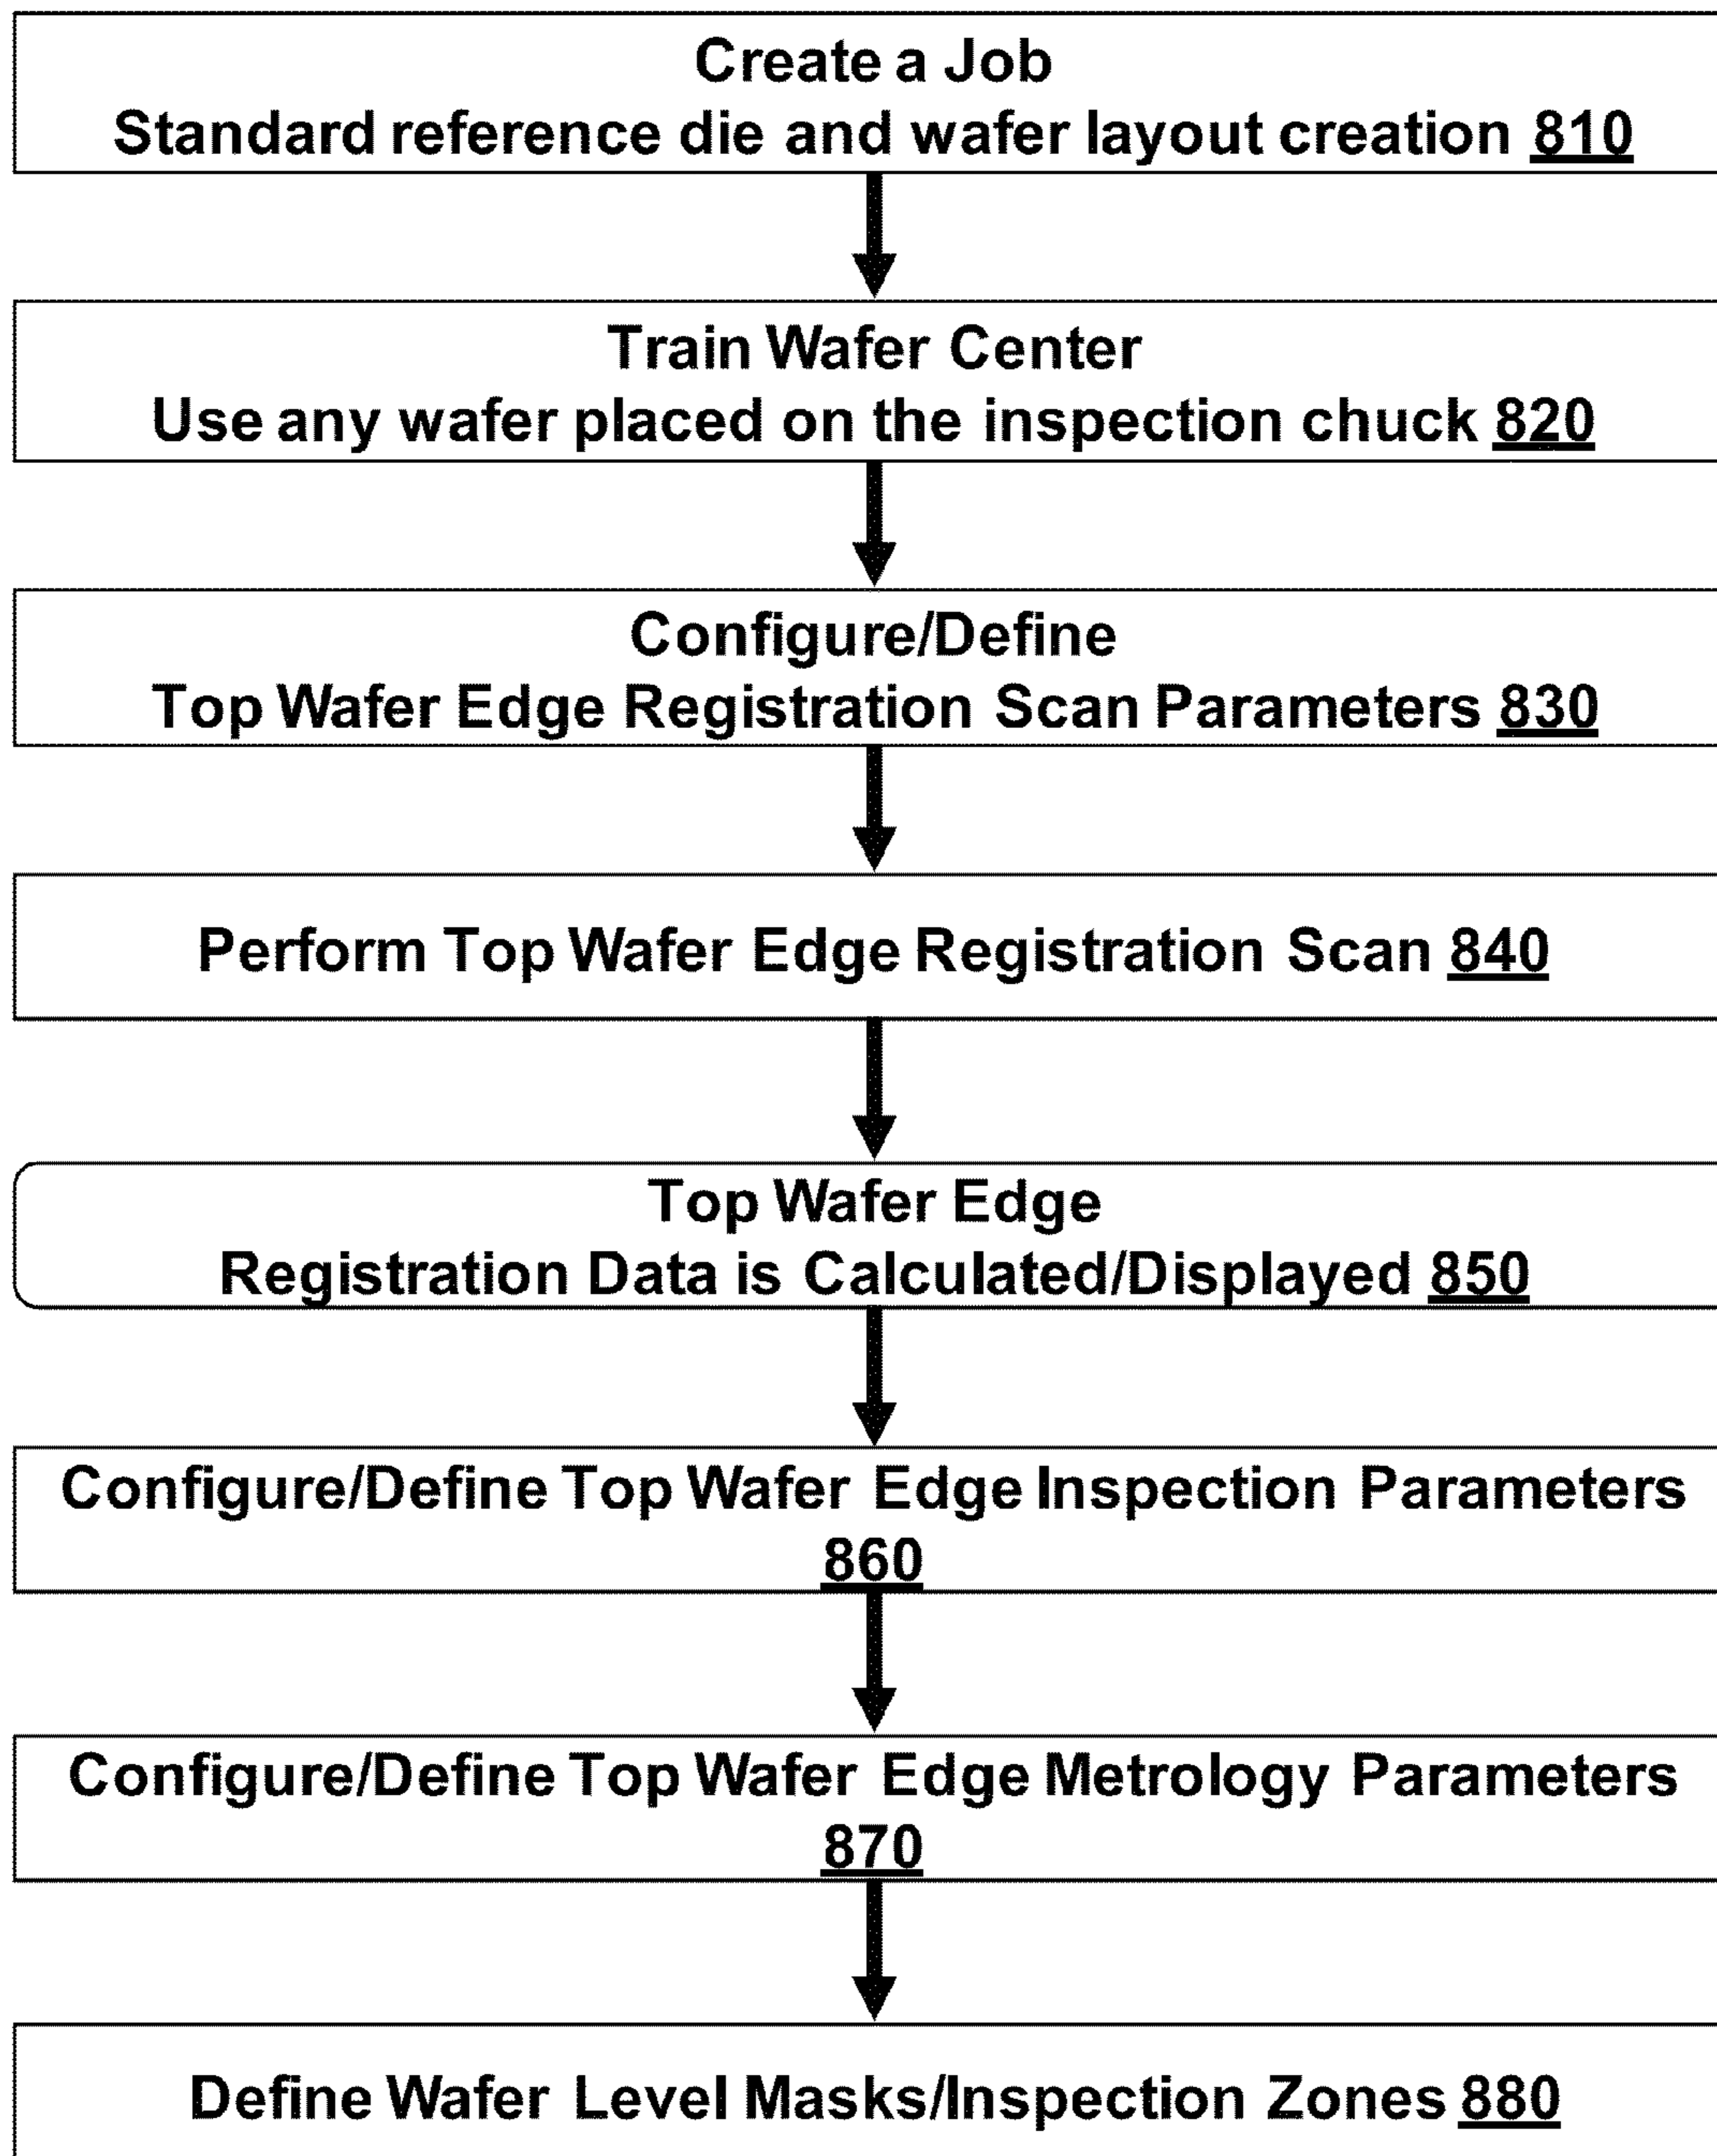 Create a Job
Standard reference die and wafer layout creation 810
Train Wafer Center
Use any wafer placed on the inspection chuck 820
Configure/Define
Top Wafer Edge Registration Scan Parameters 830
Perform Top Wafer Edge Registration Scan 840
Top Wafer Edge
Registration Data is Calculated/Displayed 850
Configure/Define Top Wafer Edge Inspection Parameters
860
Configure/Define Top Wafer Edge Metrology Parameters
870
Define Wafer Level Masks/Inspection Zones 880